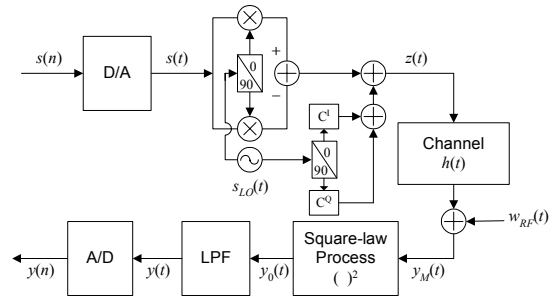 s(n)
D/A
s(t)
0
90
+
−
s_LO(t)
0
90
C^I
C^Q
z(t)
Channel
h(t)
w_RF(t)
y_M(t)
Square-law
Process
( )²
y_0(t)
LPF
y(t)
A/D
y(n)